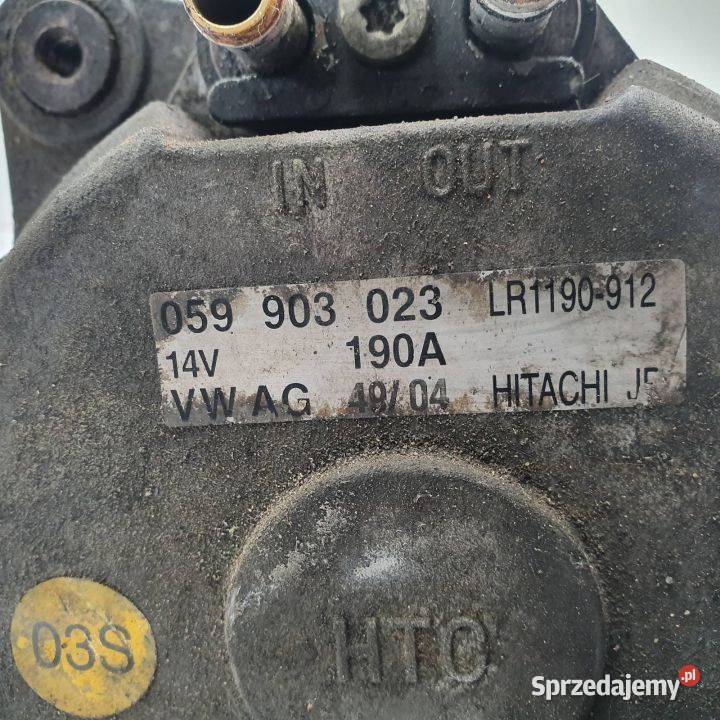 IN OUT
059 903 023 LR1190-912
14V 190A
VW AG 49/04 HITACHI
HTC
03S
Sprzedajemy.pl